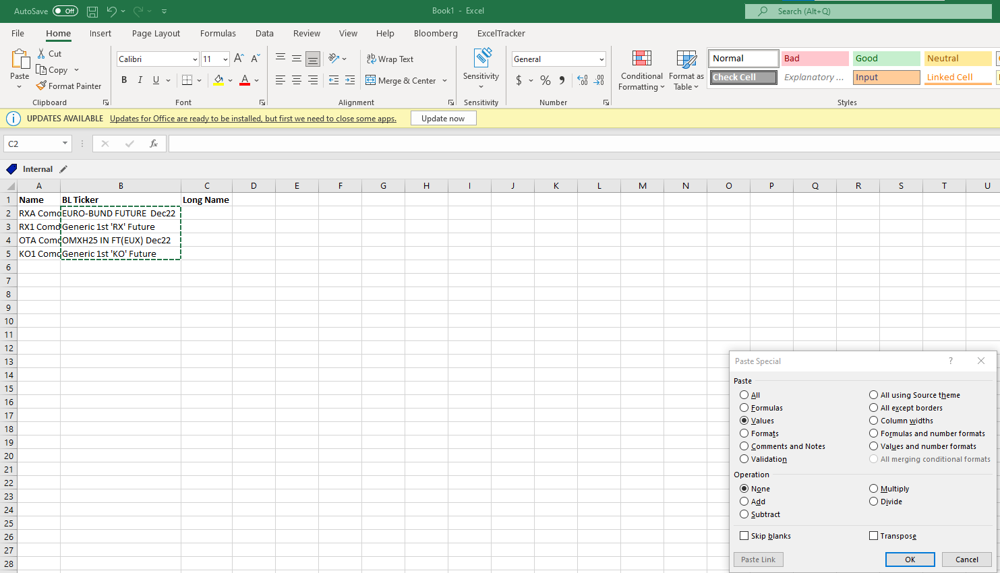 AutoSave Off Book1 - Excel Search (Alt+Q)
File Home Insert Page Layout Formulas Data Review View Help Bloomberg ExcelTracker
Paste
Cut
Copy
Format Painter
Clipboard
Calibri 11
B I U A
Font
ab Wrap Text
Merge & Center
Alignment
Sensitivity
Sensitivity
General
$ % 9 .00 .00
Number
Conditional Formatting
Format as Table
Normal Bad Good Neutral
Check Cell Explanatory ... Input Linked Cell
Styles
UPDATES AVAILABLE Updates for Office are ready to be installed, but first we need to close some apps. Update now
C2 fx
Internal
A B C D E F G H I J K L M N O P Q R S T U
1 Name BL Ticker Long Name
2 RXA Como EURO-BUND FUTURE Dec22
3 RX1 Comd Generic 1st 'RX' Future
4 OTA Como OMXH25 IN FT(EUX) Dec22
5 KO1 Como Generic 1st 'KO' Future
6
7
8
9
10
11
12
13
14
15
16
17
18
19
20
21
22
23
24
25
26
27
28
Paste Special ?
Paste
All All using Source theme
Formulas All except borders
Values Column widths
Formats Formulas and number formats
Comments and Notes Values and number formats
Validation All merging conditional formats
Operation
None Multiply
Add Divide
Subtract
Skip blanks Transpose
Paste Link OK Cancel